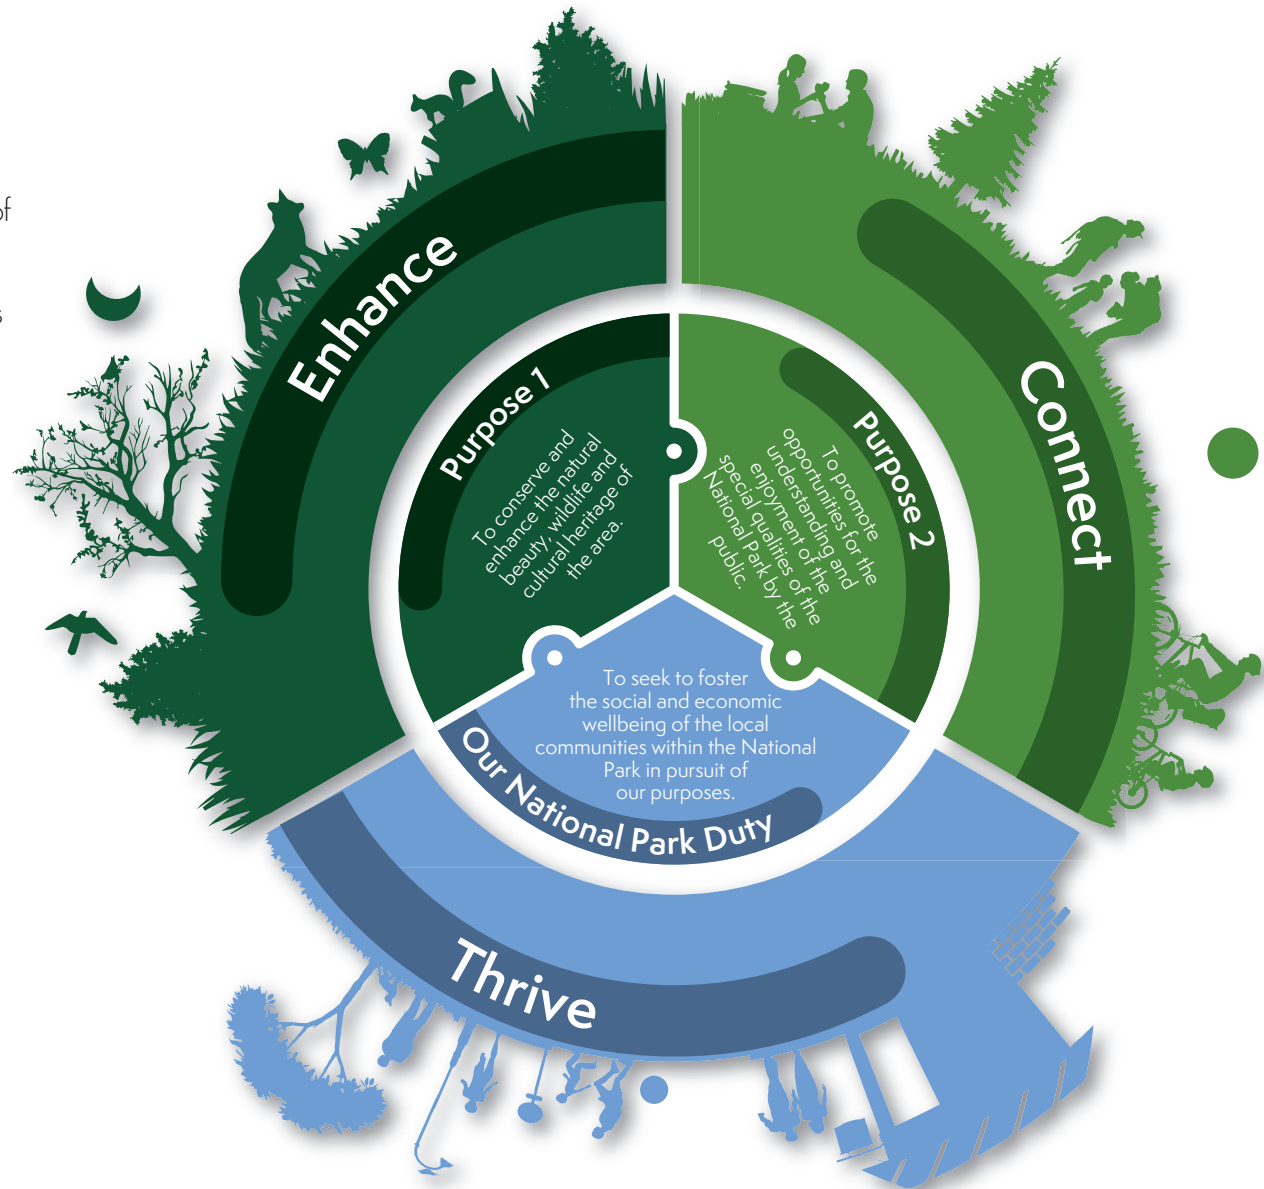 of
s
Enhance
Purpose 1
To conserve and
enhance the natural
beauty, wildlife and
cultural heritage of
the area.
Connect
Purpose 2
To promote
opportunities for the
understanding and
enjoyment of the
special qualities of the
National Park by the
public.
To seek to foster
the social and economic
wellbeing of the local
communities within the National
Park in pursuit of
our purposes.
Our National Park Duty
Thrive